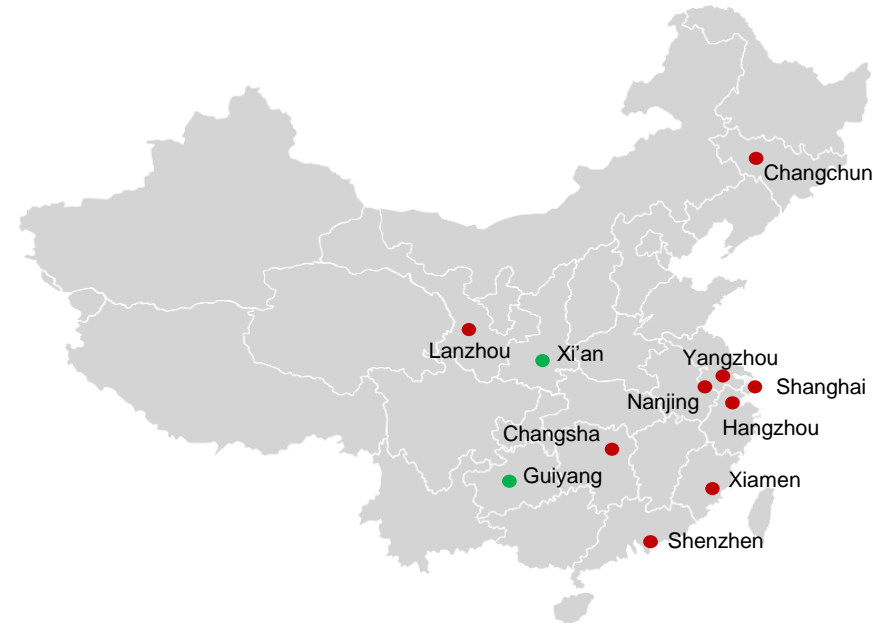 Changchun
Lanzhou
Xi’an
Yangzhou
Shanghai
Nanjing
Hangzhou
Changsha
Guiyang
Xiamen
Shenzhen